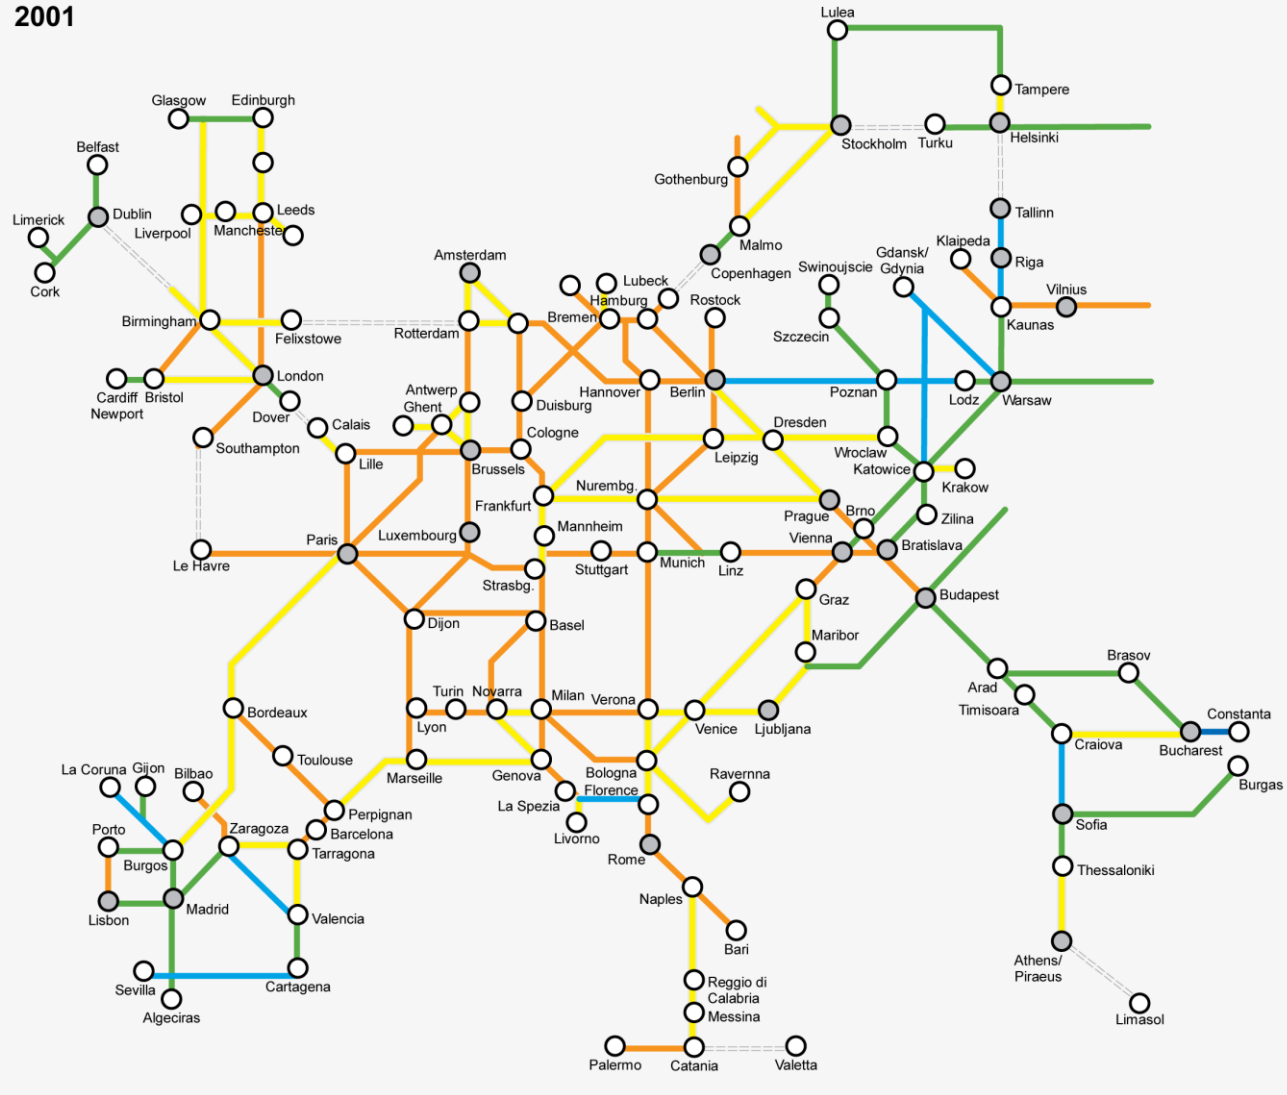 2001
Lulea
Glasgow
Edinburgh
Tampere
Belfast
Stockholm
Turku
Helsinki
Gothenburg
Limerick
Dublin
Liverpool
Manchester
Leeds
Tallinn
Cork
Malmo
Copenhagen
Klaipeda
Amsterdam
Gdansk/
Gdynia
Riga
Swinoujscie
Lubeck
Hamburg
Rostock
Vilnius
Birmingham
Felixstowe
Rotterdam
Bremen
Szczecin
Kaunas
London
Cardiff
Newport
Bristol
Dover
Antwerp
Ghent
Duisburg
Hannover
Berlin
Poznan
Lodz
Warsaw
Calais
Southampton
Lille
Brussels
Cologne
Leipzig
Dresden
Wroclaw
Katowice
Krakow
Frankfurt
Nurembg.
Prague
Brno
Zilina
Paris
Luxembourg
Mannheim
Vienna
Bratislava
Le Havre
Strasbg.
Stuttgart
Munich
Linz
Graz
Budapest
Dijon
Basel
Maribor
Brasov
Arad
Timisoara
Bordeaux
Lyon
Turin
Novarra
Milan
Verona
Venice
Ljubljana
Constanta
Craiova
Bucharest
Toulouse
Marseille
Genova
Bologna
Ravernna
Burgas
La Coruna
Gijon
Bilbao
La Spezia
Florence
Perpignan
Barcelona
Livorno
Sofia
Porto
Burgos
Zaragoza
Tarragona
Rome
Thessaloniki
Lisbon
Madrid
Valencia
Naples
Bari
Athens/
Piraeus
Sevilla
Cartagena
Algeciras
Reggio di
Calabria
Messina
Limasol
Palermo
Catania
Valetta